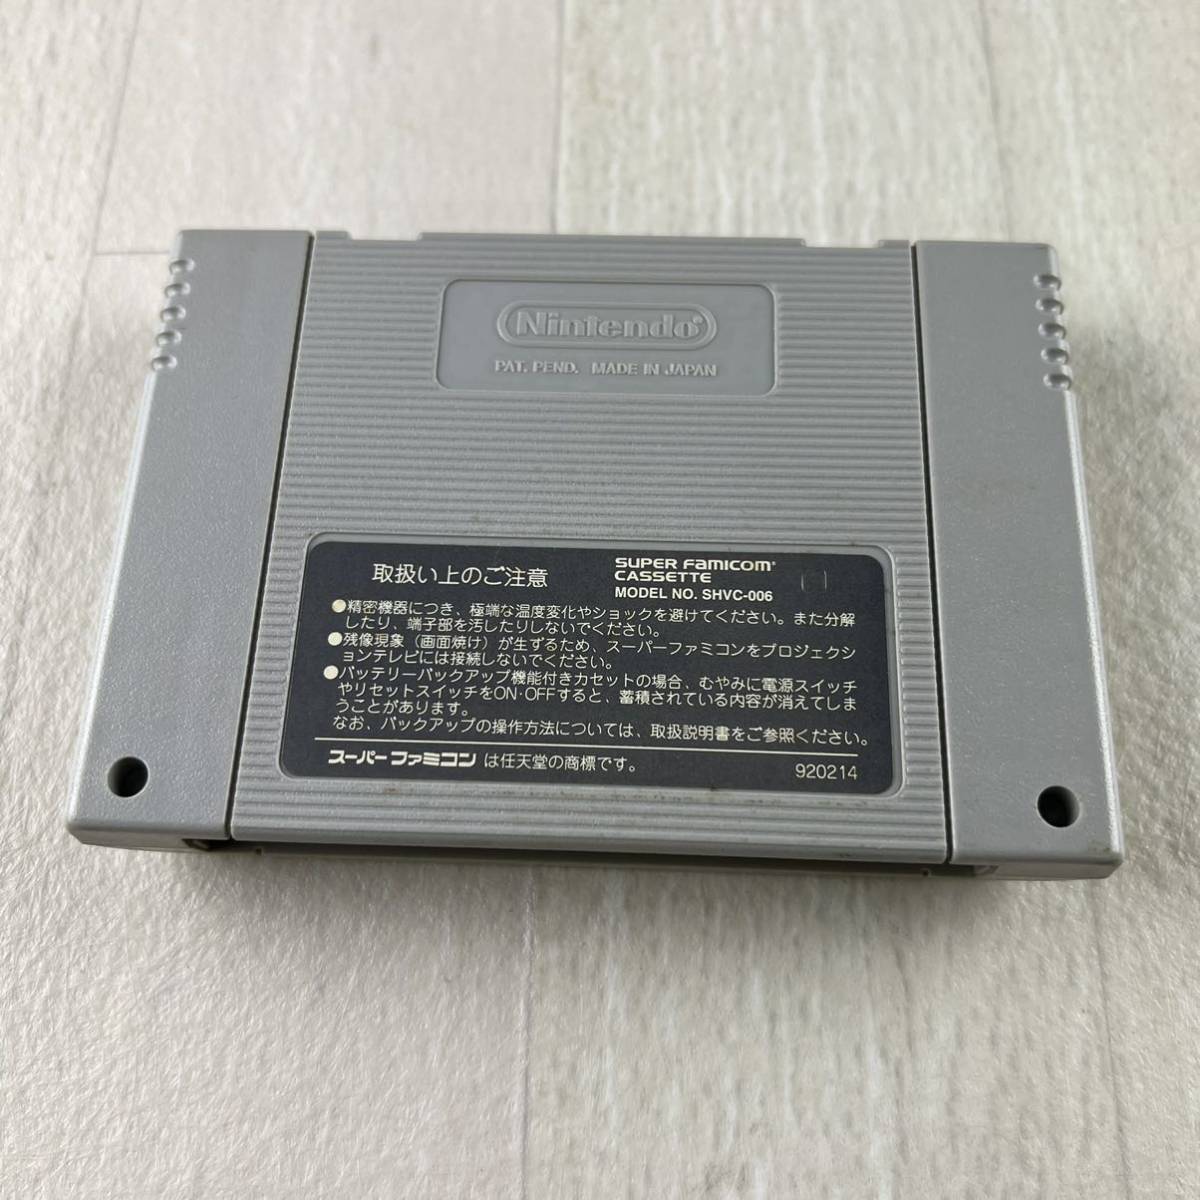 Nintendo®
PAT. PEND. MADE IN JAPAN
取扱い上のご注意
SUPER FAMICOM®
CASSETTE
MODEL NO. SHVC-006
●精密機器につき、極端な温度変化やショックを避けてください。また分解
したり、端子部を汚したりしないでください。
●残像現象（画面焼け）が生ずるため、スーパーファミコンをプロジェクシ
ョンテレビには接続しないでください。
●バッテリーバックアップ機能付きカセットの場合、むやみに電源スイッチ
やリセットスイッチをON·OFFすると、蓄積されている内容が消えてしま
うことがあります。
なお、バックアップの操作方法については、取扱説明書をご参照ください。
スーパーファミコン は任天堂の商標です。
920214